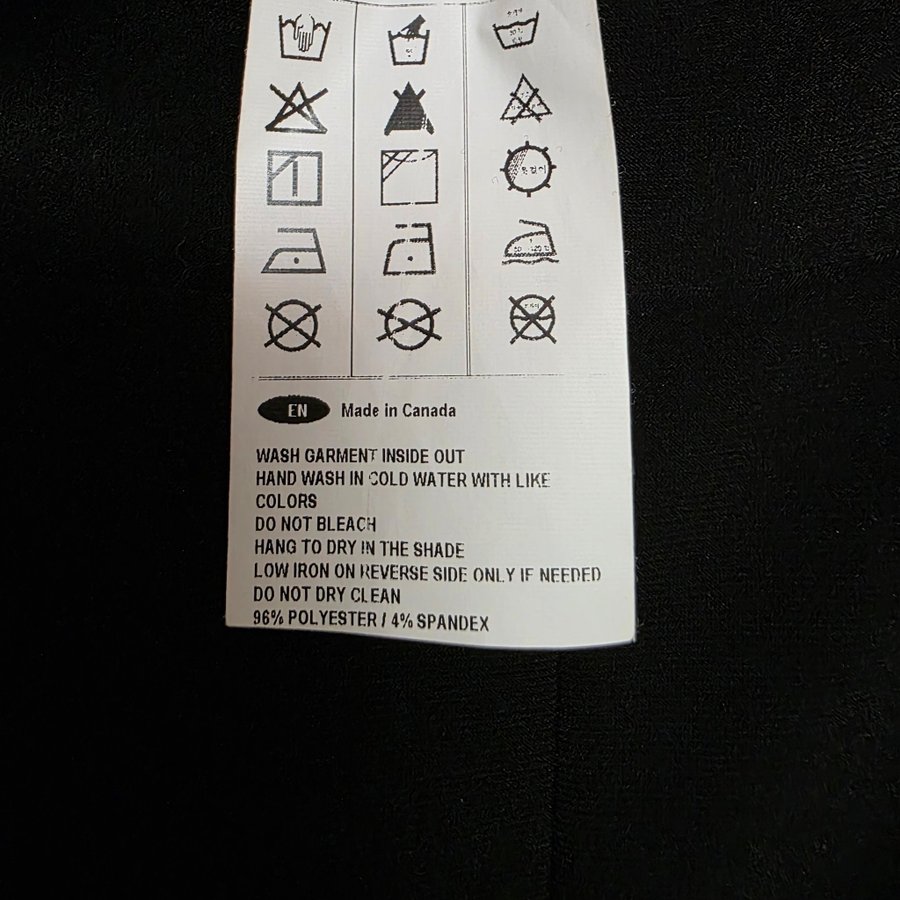 EN Made in Canada
WASH GARMENT INSIDE OUT
HAND WASH IN COLD WATER WITH LIKE
COLORS
DO NOT BLEACH
HANG TO DRY IN THE SHADE
LOW IRON ON REVERSE SIDE ONLY IF NEEDED
DO NOT DRY CLEAN
96% POLYESTER / 4% SPANDEX